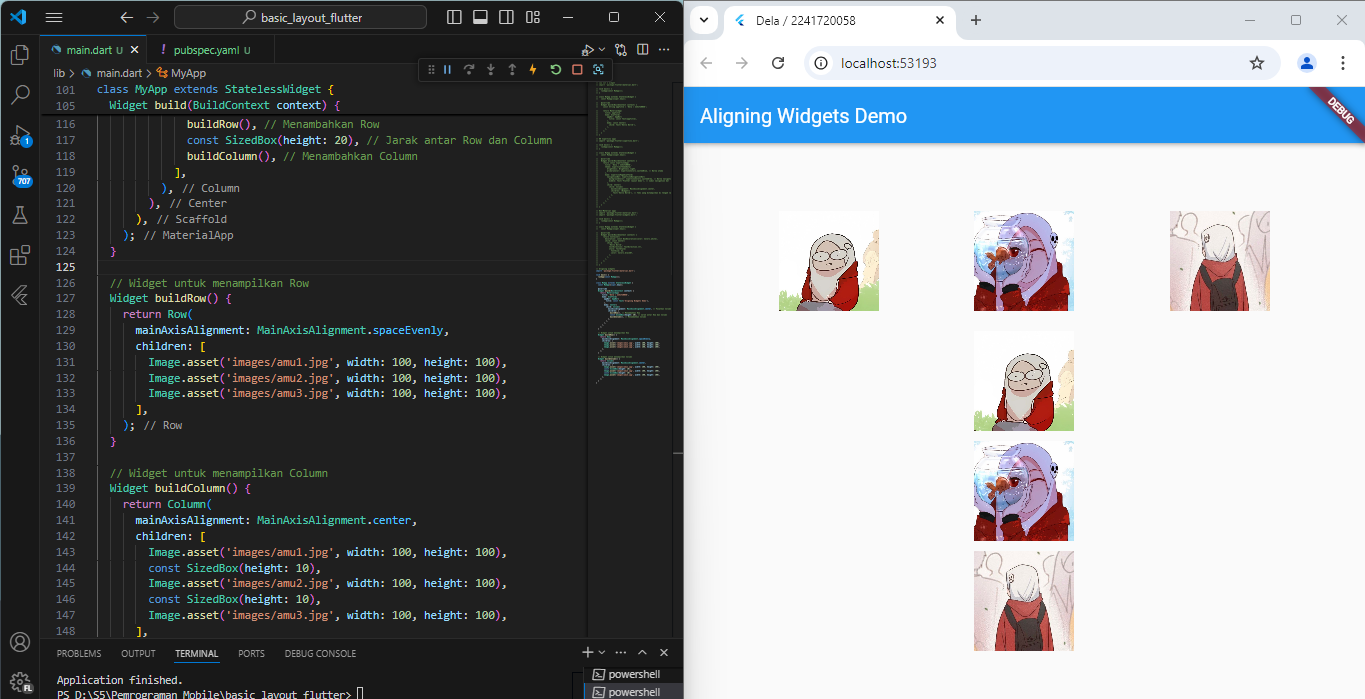 basic_layout_flutter
main.dart U
pubspec.yaml U
lib > main.dart > MyApp
101 class MyApp extends StatelessWidget {
105 Widget build(BuildContext context) {
116 buildRow(), // Menambahkan Row
117 const SizedBox(height: 20), // Jarak antar Row dan Column
118 buildColumn(), // Menambahkan Column
119 ],
120 ), // Column
121 ), // Center
122 ), // Scaffold
123 ); // MaterialApp
124 }
125
126 // Widget untuk menampilkan Row
127 Widget buildRow() {
128 return Row(
129 mainAxisAlignment: MainAxisAlignment.spaceEvenly,
130 children: [
131 Image.asset('images/amu1.jpg', width: 100, height: 100),
132 Image.asset('images/amu2.jpg', width: 100, height: 100),
133 Image.asset('images/amu3.jpg', width: 100, height: 100),
134 ],
135 ); // Row
136 }
137
138 // Widget untuk menampilkan Column
139 Widget buildColumn() {
140 return Column(
141 mainAxisAlignment: MainAxisAlignment.center,
142 children: [
143 Image.asset('images/amu1.jpg', width: 100, height: 100),
144 const SizedBox(height: 10),
145 Image.asset('images/amu2.jpg', width: 100, height: 100),
146 const SizedBox(height: 10),
147 Image.asset('images/amu3.jpg', width: 100, height: 100),
148 ],
1
707
FL
PROBLEMS OUTPUT TERMINAL PORTS DEBUG CONSOLE
Application finished.
PS D:\S5\Pemrograman Mobile\basic_layout_flutter>
powershell
powershell
Dela / 2241720058
localhost:53193
Aligning Widgets Demo
DEBUG